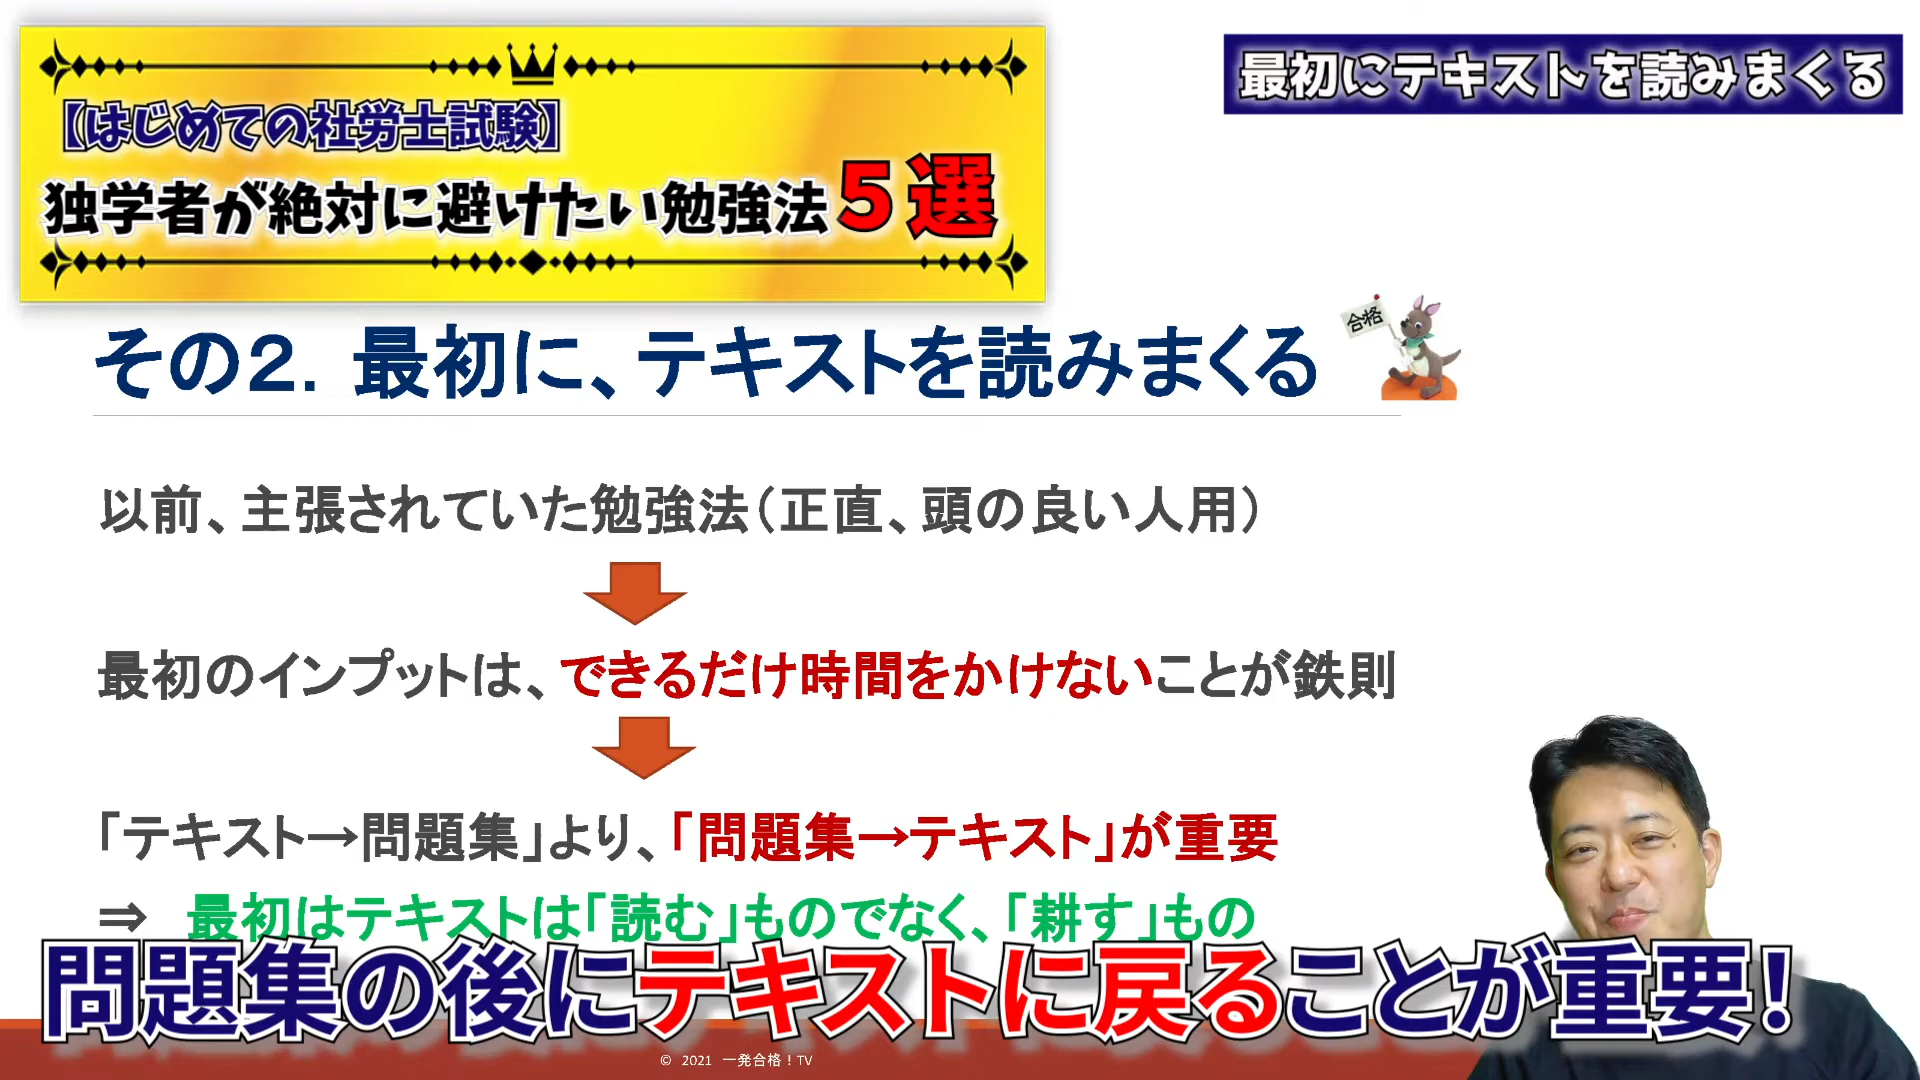 【はじめての社労士試験】
独学者が絶対に避けたい勉強法5選
最初にテキストを読みまくる
その2．最初に、テキストを読みまくる
合格
以前、主張されていた勉強法（正直、頭の良い人用）
最初のインプットは、できるだけ時間をかけないことが鉄則
「テキスト→問題集」より、「問題集→テキスト」が重要
⇒　最初はテキストは「読む」ものでなく、「耕す」もの
問題集の後にテキストに戻ることが重要！
© 2021 一発合格！TV